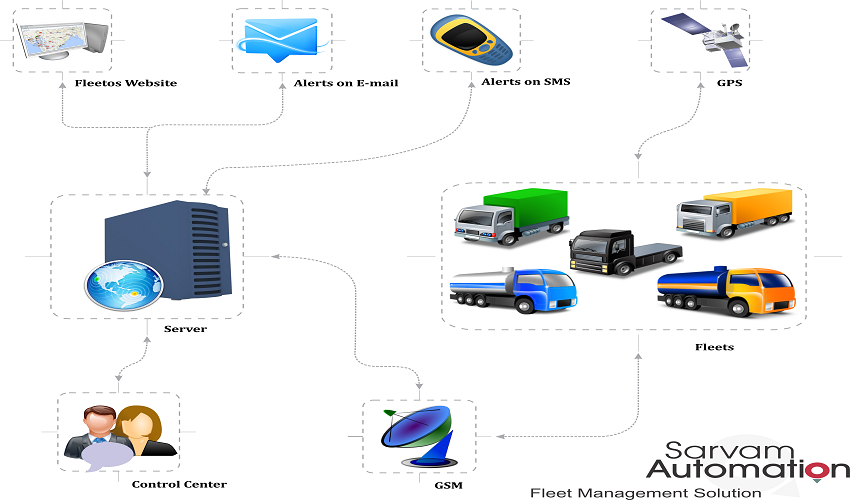 Fleetos Website
Alerts on E-mail
Alerts on SMS
GPS
Server
Fleets
Control Center
GSM
Sarvam
Automation
Fleet Management Solution